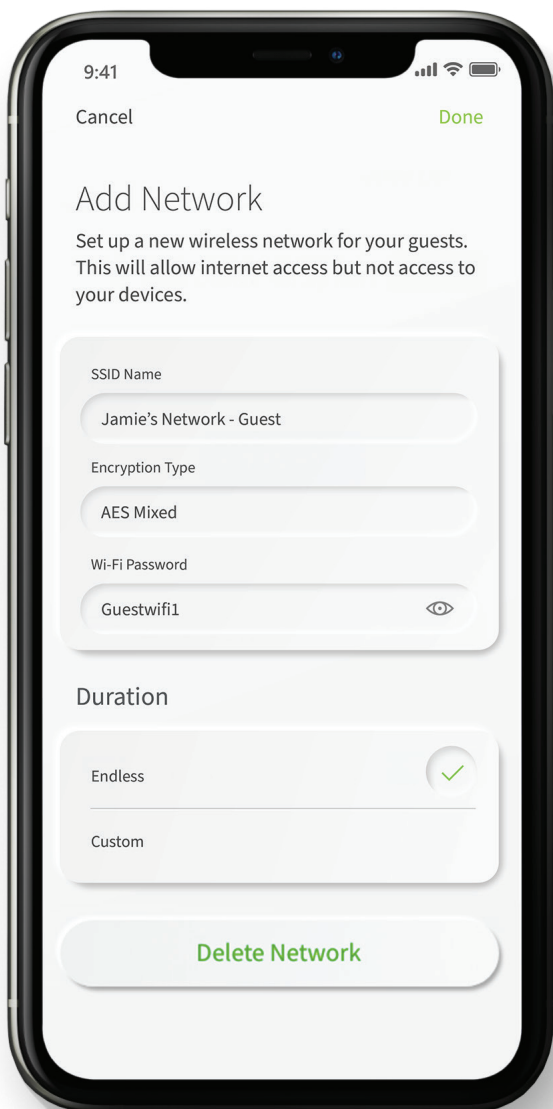 9:41
Cancel
Done
Add Network
Set up a new wireless network for your guests.
This will allow internet access but not access to
your devices.
SSID Name
Jamie’s Network - Guest
Encryption Type
AES Mixed
Wi-Fi Password
Guestwifi1
Duration
Endless
Custom
Delete Network